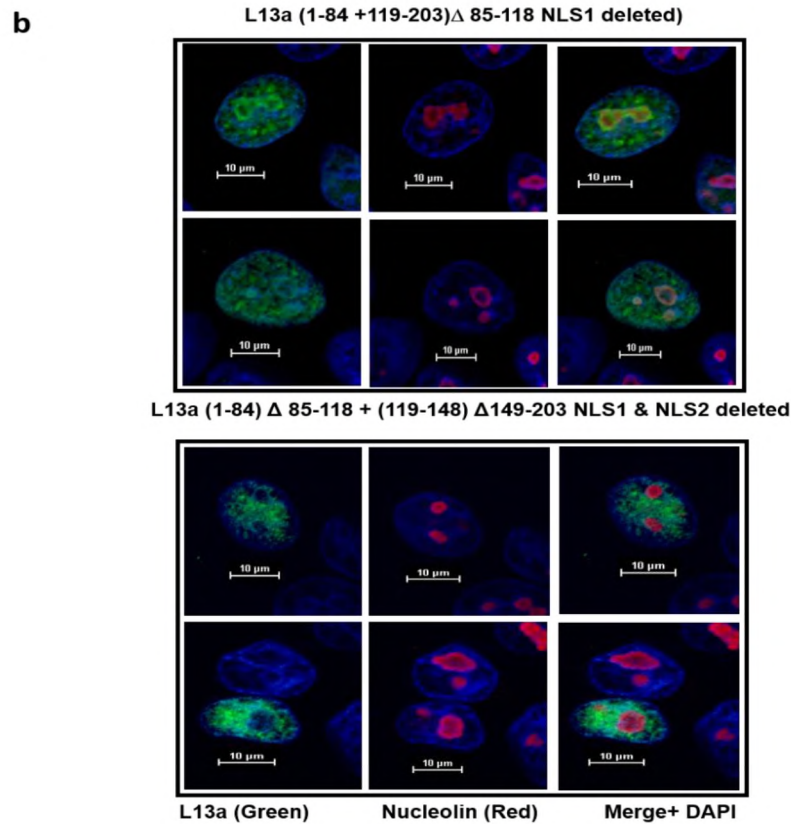 b
L13a (1-84 +119-203)Δ 85-118 NLS1 deleted)
10 µm 10 µm 10 µm
10 µm 10 µm 10 µm
L13a (1-84) Δ 85-118 + (119-148) Δ149-203 NLS1 & NLS2 deleted
10 µm 10 µm 10 µm
10 µm 10 µm 10 µm
L13a (Green) Nucleolin (Red) Merge+ DAPI